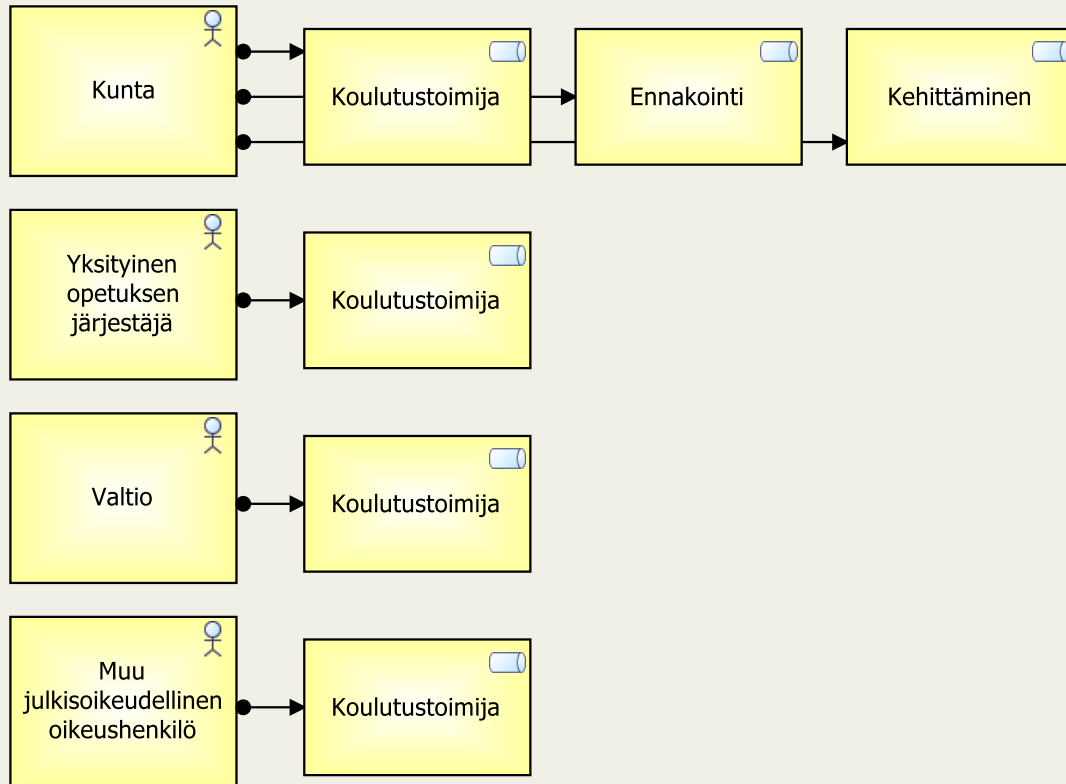 Kunta
Koulutustoimija
Ennakointi
Kehittäminen
Yksityinen
opetuksen
järjestäjä
Koulutustoimija
Valtio
Koulutustoimija
Muu
julkisoikeudellinen
oikeushenkilö
Koulutustoimija